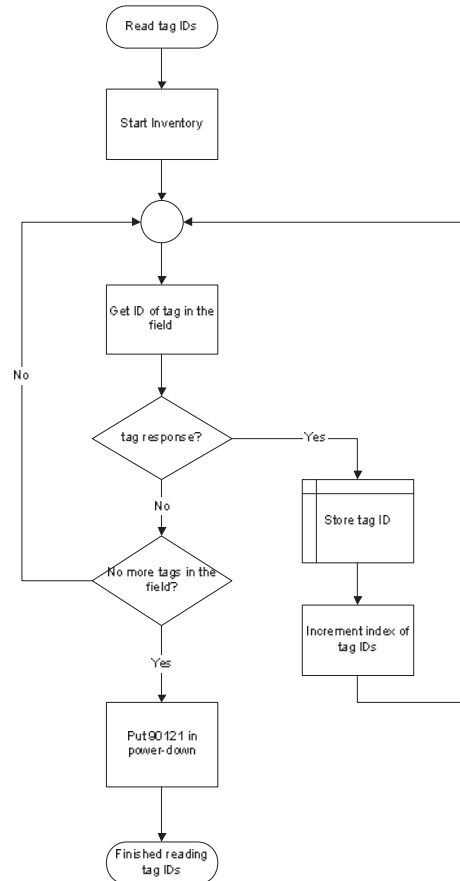 Read tag IDs
Start Inventory
Get ID of tag in the
field
No
tag response?
Yes
No
Store tag ID
No more tags in the
field?
Increment index of
tag IDs
Yes
Put 90121 in
power-down
Finished reading
tag IDs